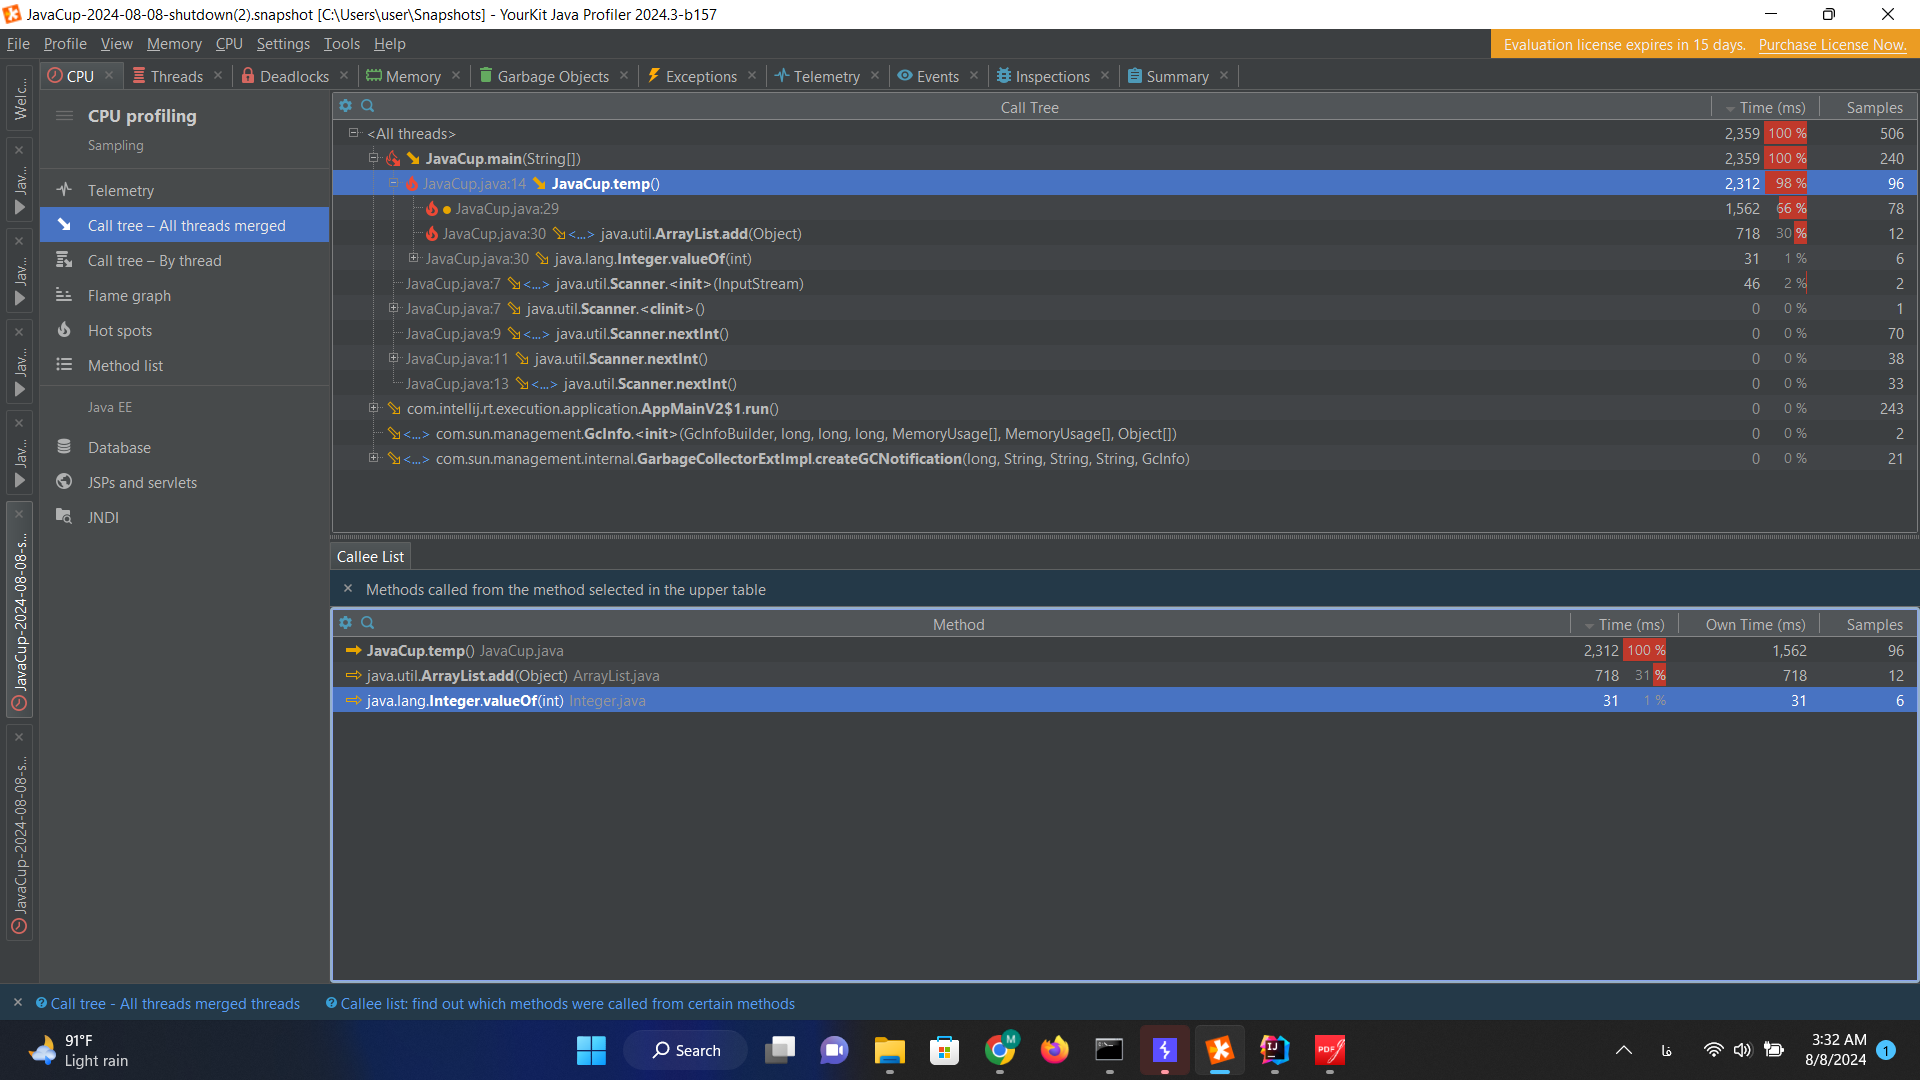 JavaCup-2024-08-08-shutdown(2).snapshot [C:\Users\user\Snapshots] - YourKit Java Profiler 2024.3-b157
File Profile View Memory CPU Settings Tools Help
Evaluation license expires in 15 days. Purchase License Now.
CPU Threads Deadlocks Memory Garbage Objects Exceptions Telemetry Events Inspections Summary
Welc...
Jav...
Jav...
Jav...
Jav...
JavaCup-2024-08-08-s...
JavaCup-2024-08-08-s...
CPU profiling
Sampling
Telemetry
Call tree – All threads merged
Call tree – By thread
Flame graph
Hot spots
Method list
Java EE
Database
JSPs and servlets
JNDI
Call Tree Time (ms) Samples
<All threads> 2,359 100 % 506
JavaCup.main(String[]) 2,359 100 % 240
JavaCup.java:14 JavaCup.temp() 2,312 98 % 96
JavaCup.java:29 1,562 66 % 78
JavaCup.java:30 <...> java.util.ArrayList.add(Object) 718 30 % 12
JavaCup.java:30 java.lang.Integer.valueOf(int) 31 1 % 6
JavaCup.java:7 <...> java.util.Scanner.<init>(InputStream) 46 2 % 2
JavaCup.java:7 java.util.Scanner.<clinit>() 0 0 % 1
JavaCup.java:9 <...> java.util.Scanner.nextInt() 0 0 % 70
JavaCup.java:11 java.util.Scanner.nextInt() 0 0 % 38
JavaCup.java:13 <...> java.util.Scanner.nextInt() 0 0 % 33
com.intellij.rt.execution.application.AppMainV2$1.run() 0 0 % 243
<...> com.sun.management.GcInfo.<init>(GcInfoBuilder, long, long, long, MemoryUsage[], MemoryUsage[], Object[]) 0 0 % 2
<...> com.sun.management.internal.GarbageCollectorExtImpl.createGCNotification(long, String, String, String, GcInfo) 0 0 % 21
Callee List
Methods called from the method selected in the upper table
Method Time (ms) Own Time (ms) Samples
JavaCup.temp() JavaCup.java 2,312 100 % 1,562 96
java.util.ArrayList.add(Object) ArrayList.java 718 31 % 718 12
java.lang.Integer.valueOf(int) Integer.java 31 1 % 31 6
Call tree - All threads merged threads Callee list: find out which methods were called from certain methods
91°F
Light rain
Search
M
PDF
فا
3:32 AM
8/8/2024
1